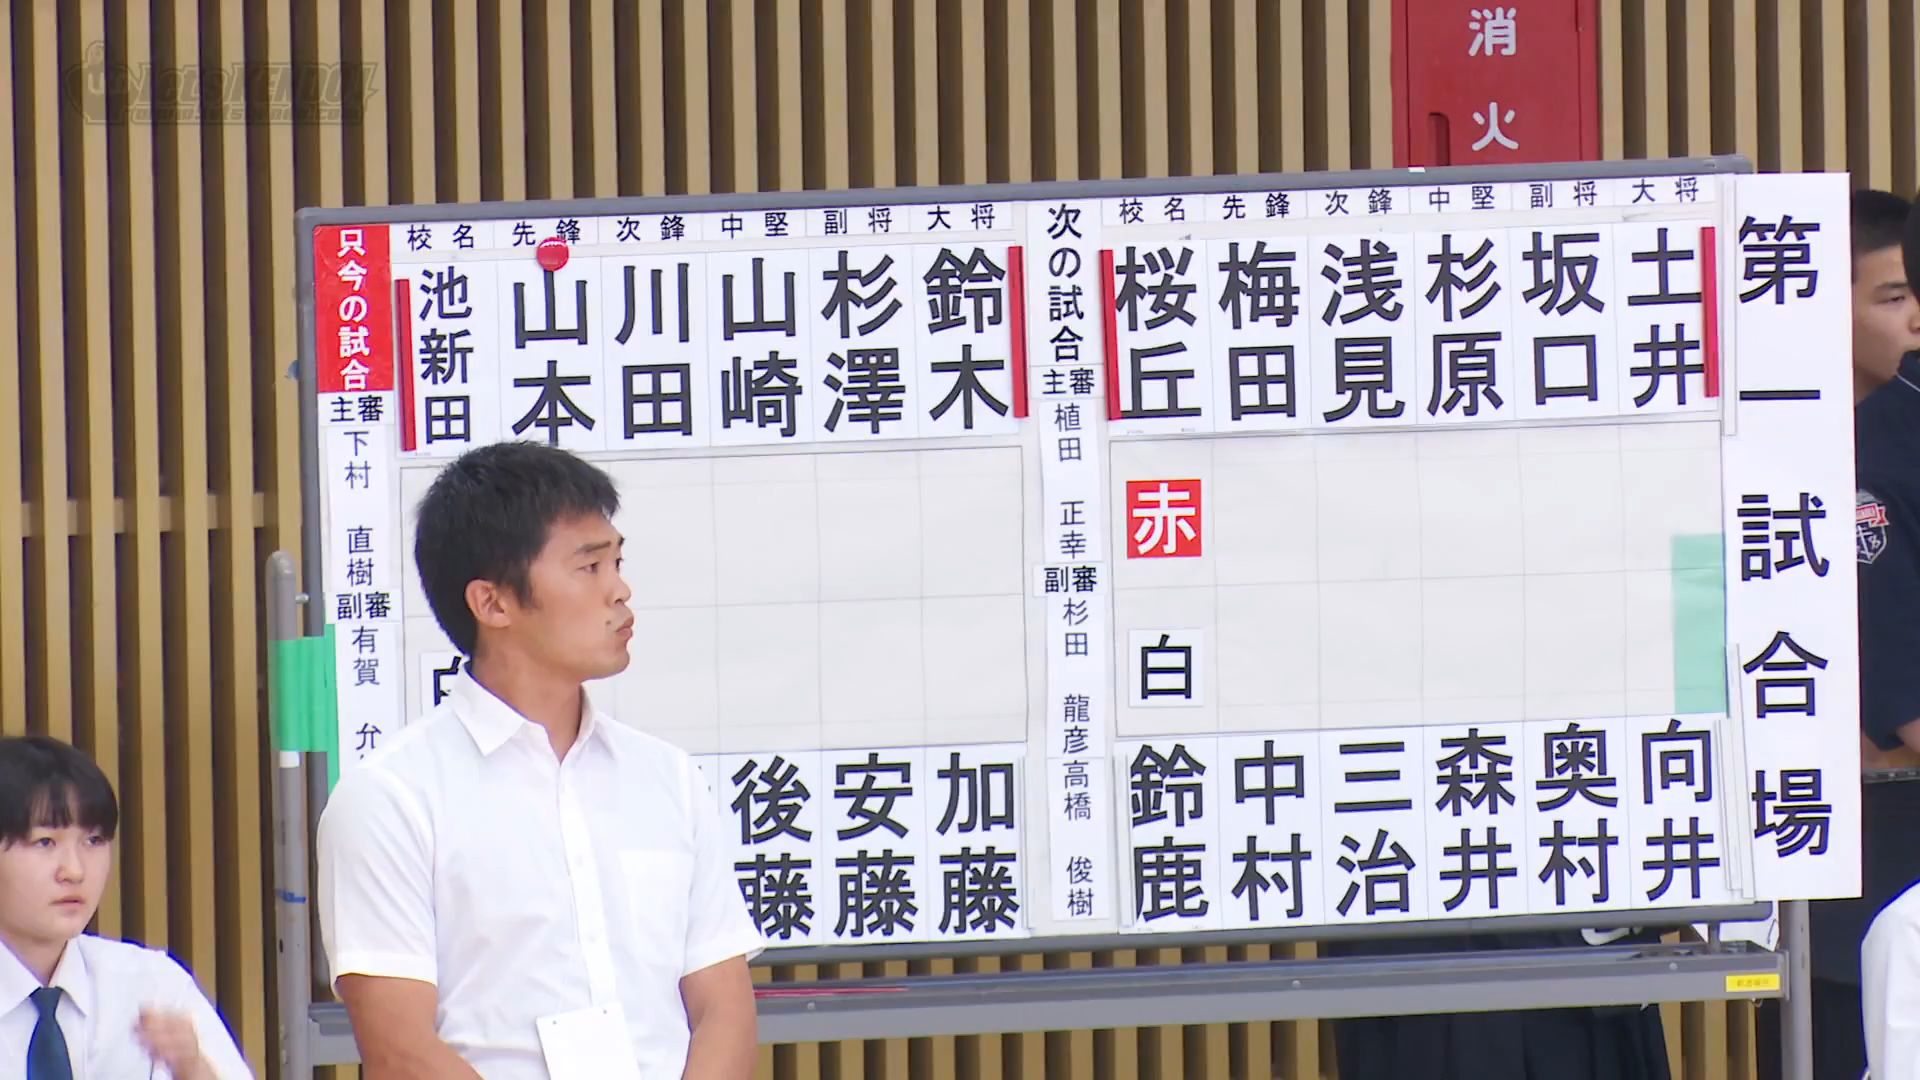 Let's KENDO!
消火
只今の試合
校名 先鋒 次鋒 中堅 副将 大将
池新田 山本 川田 山崎 杉澤 鈴木
主審
下村 直樹
副審
有賀 允
後藤 安藤 加藤
次の試合
校名 先鋒 次鋒 中堅 副将 大将
桜丘 梅田 浅見 杉原 坂口 土井
主審
植田 正幸
副審
杉田 龍彦
高橋 俊樹
赤
白
鈴鹿 中村 三治 森井 奥村 向井
第一試合場